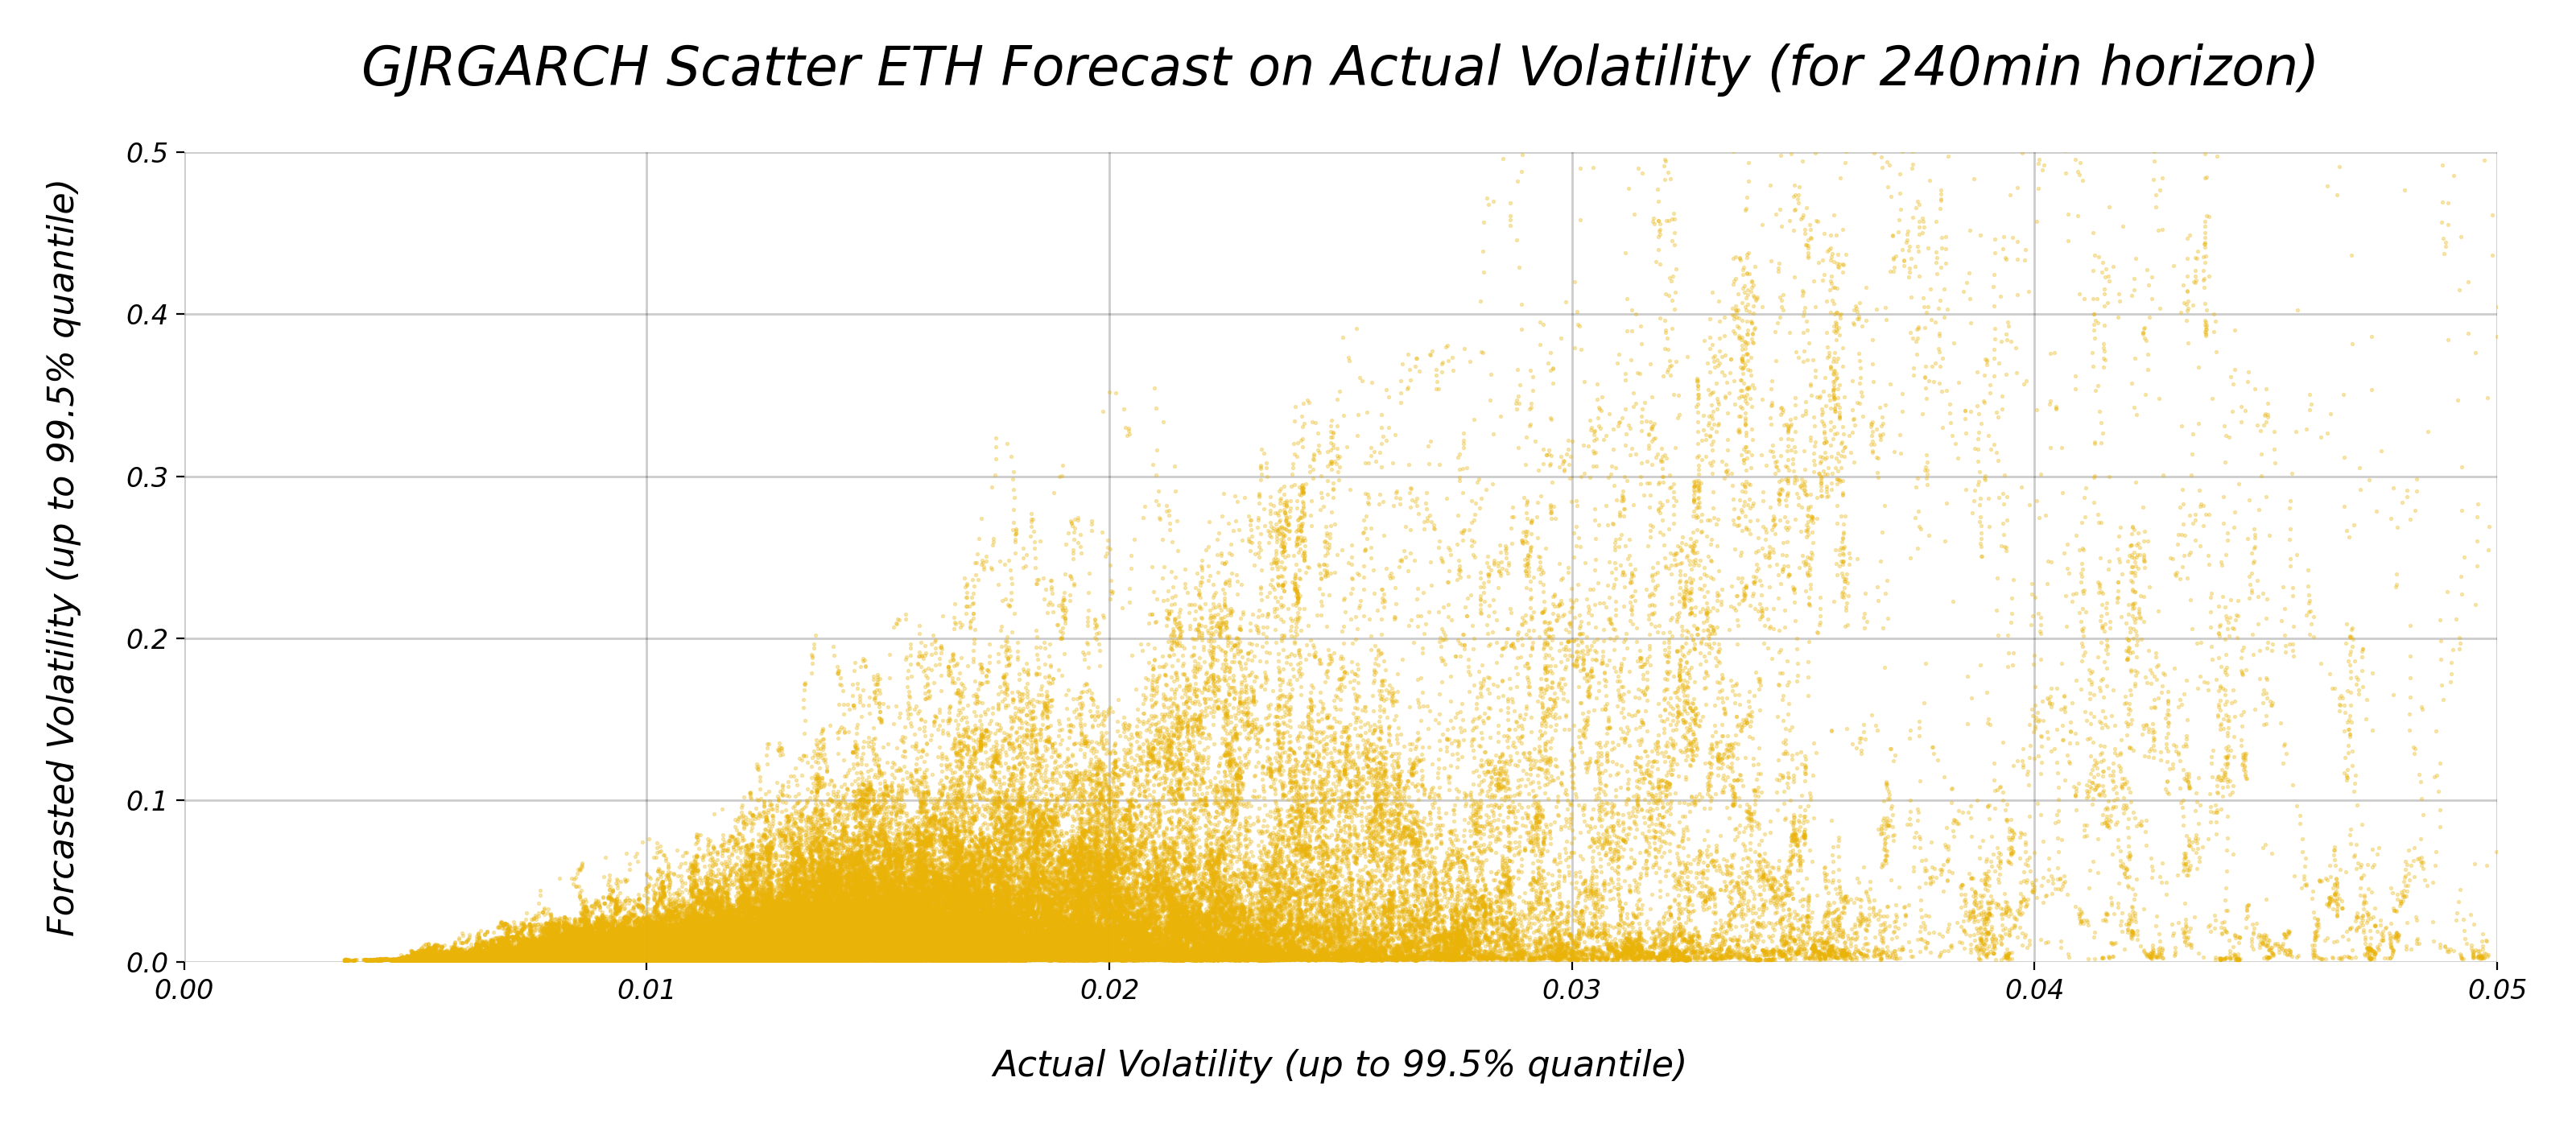 GJRGARCH Scatter ETH Forecast on Actual Volatility (for 240min horizon)
Forcasted Volatility (up to 99.5% quantile)
0.5
0.4
0.3
0.2
0.1
0.0
0.00 0.01 0.02 0.03 0.04 0.05
Actual Volatility (up to 99.5% quantile)